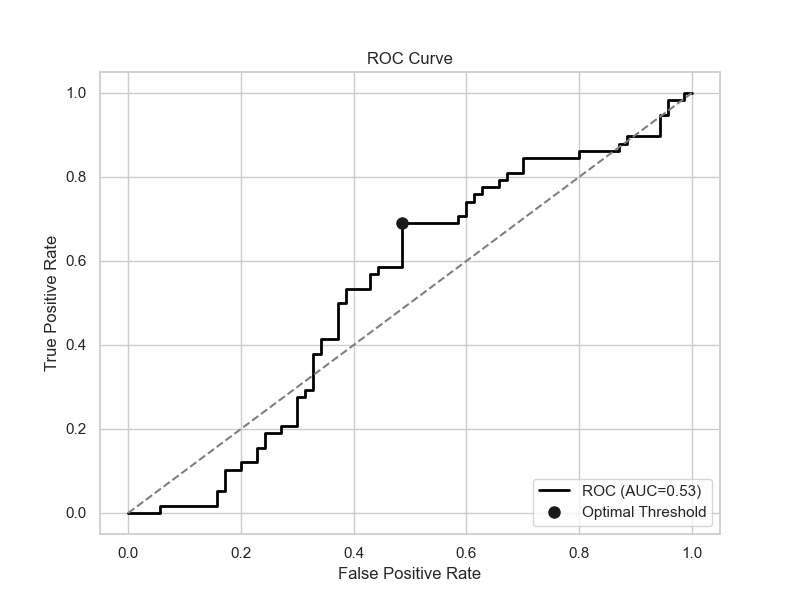 ROC Curve
1.0
0.8
0.6
0.4
0.2
0.0
True Positive Rate
0.0 0.2 0.4 0.6 0.8 1.0
False Positive Rate
ROC (AUC=0.53)
Optimal Threshold